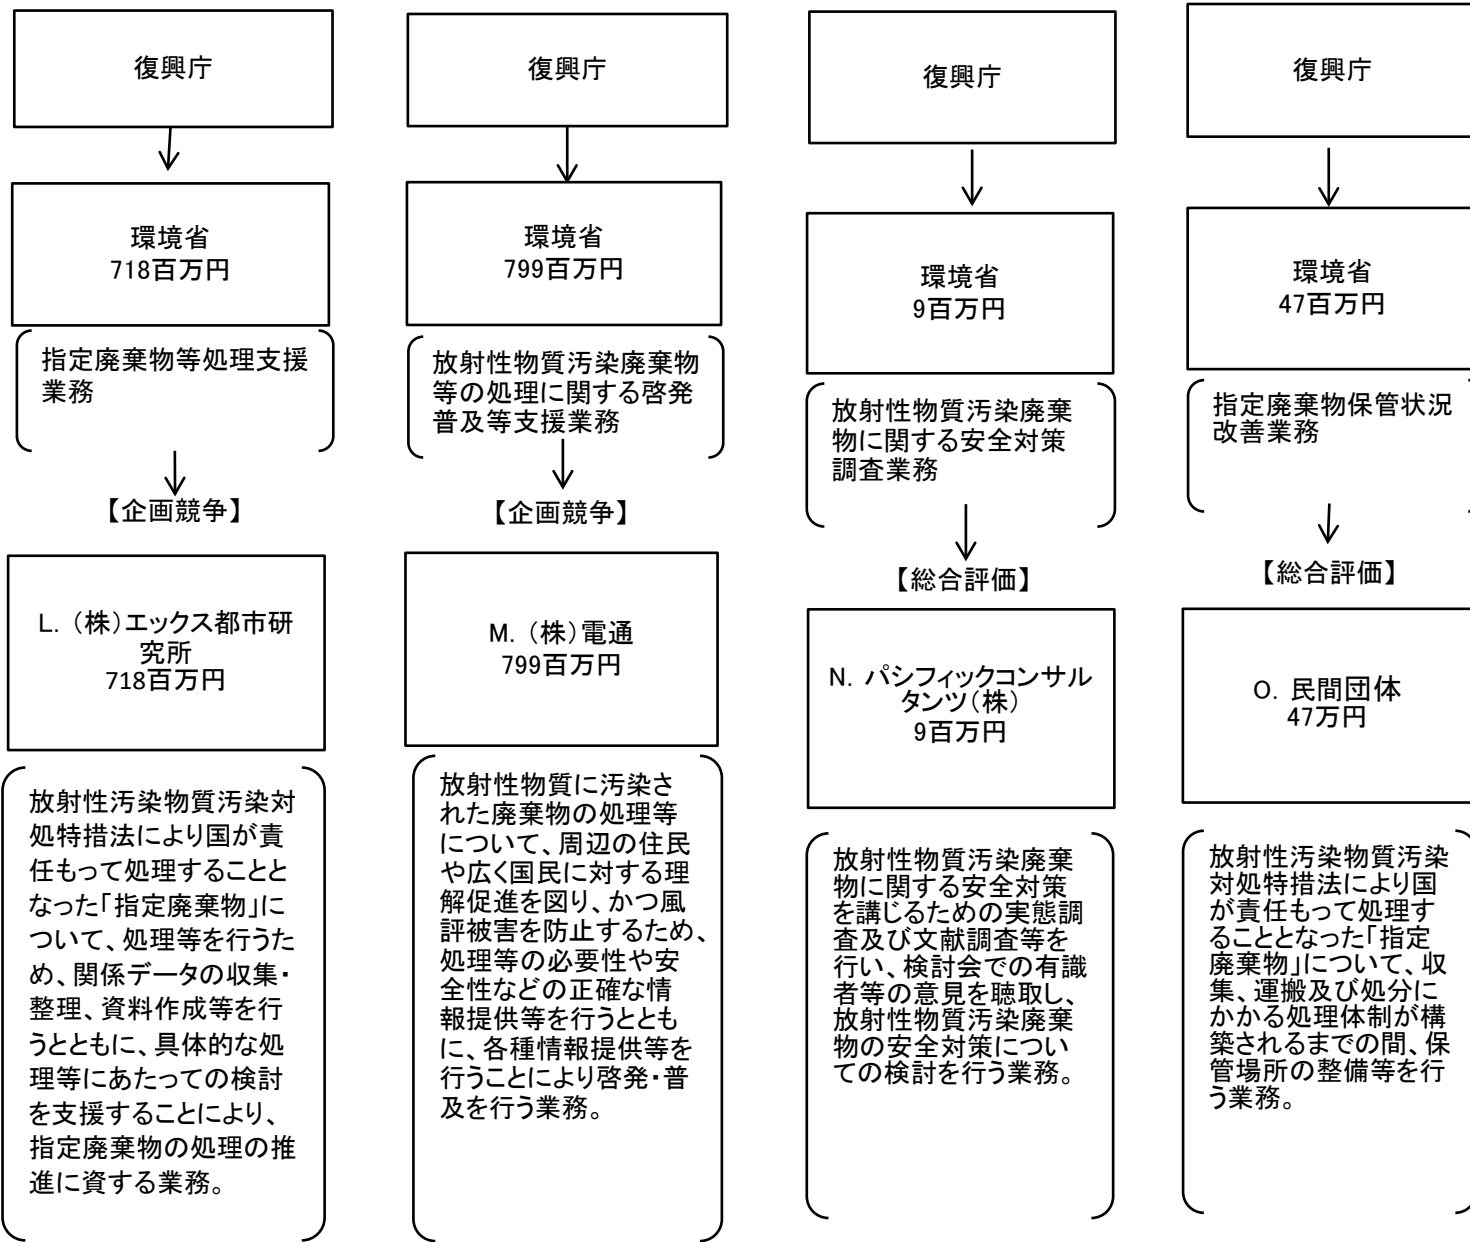 復興庁
環境省
718百万円
指定廃棄物等処理支援
業務
【企画競争】
L.（株）エックス都市研
究所
718百万円
放射性汚染物質汚染対
処特措法により国が責
任もって処理することと
なった「指定廃棄物」に
ついて、処理等を行うた
め、関係データの収集・
整理、資料作成等を行
うとともに、具体的な処
理等にあたっての検討
を支援することにより、
指定廃棄物の処理の推
進に資する業務。
復興庁
環境省
799百万円
放射性物質汚染廃棄物
等の処理に関する啓発
普及等支援業務
【企画競争】
M.（株）電通
799百万円
放射性物質に汚染さ
れた廃棄物の処理等
について、周辺の住民
や広く国民に対する理
解促進を図り、かつ風
評被害を防止するため、
処理等の必要性や安
全性などの正確な情
報提供等を行うととも
に、各種情報提供等を
行うことにより啓発・普
及を行う業務。
復興庁
環境省
9百万円
放射性物質汚染廃棄
物に関する安全対策
調査業務
【総合評価】
N. パシフィックコンサル
タンツ（株）
9百万円
放射性物質汚染廃棄
物に関する安全対策
を講じるための実態調
査及び文献調査等を
行い、検討会での有識
者等の意見を聴取し、
放射性物質汚染廃棄
物の安全対策につい
ての検討を行う業務。
復興庁
環境省
47百万円
指定廃棄物保管状況
改善業務
【総合評価】
O. 民間団体
47万円
放射性汚染物質汚染
対処特措法により国
が責任もって処理す
ることとなった「指定
廃棄物」について、収
集、運搬及び処分に
かかる処理体制が構
築されるまでの間、保
管場所の整備等を行
う業務。